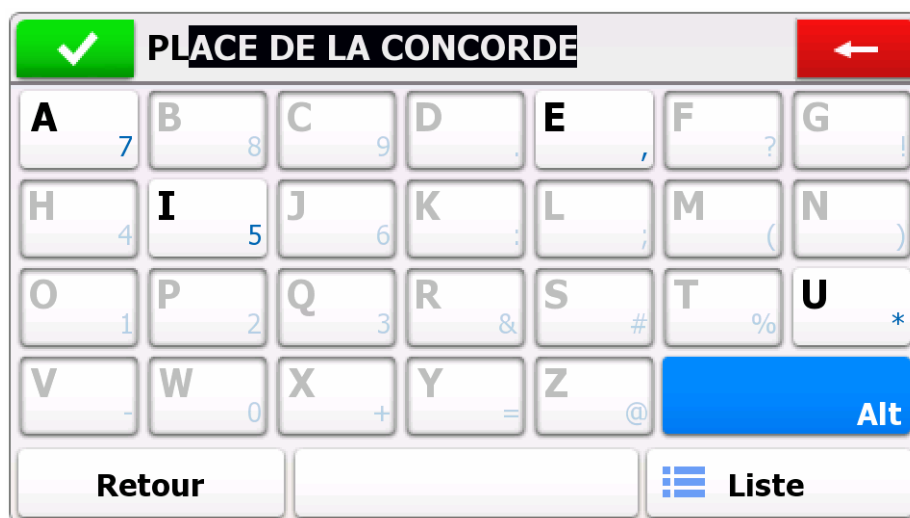 PLACE DE LA CONCORDE
A 7 B 8 C 9 D . E , F ? G !
H 4 I 5 J 6 K : L ; M ( N )
O 1 P 2 Q 3 R & S # T % U *
V - W 0 X + Y = Z @ Alt
Retour Liste